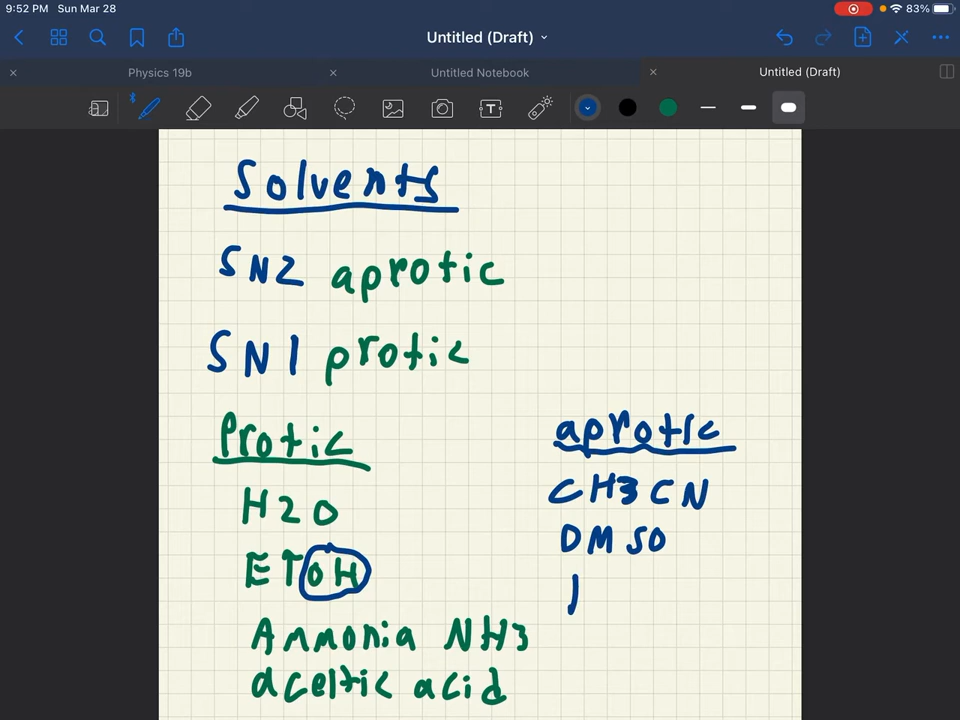 9:52 PM Sun Mar 28
83%
Untitled (Draft)
Physics 19b
Untitled Notebook
Untitled (Draft)
Solvents
SN2 aprotic
SN1 protic
Protic
H2O
ETOH
Ammonia NH3
aceltic acid
aprotic
CH3CN
DMSO